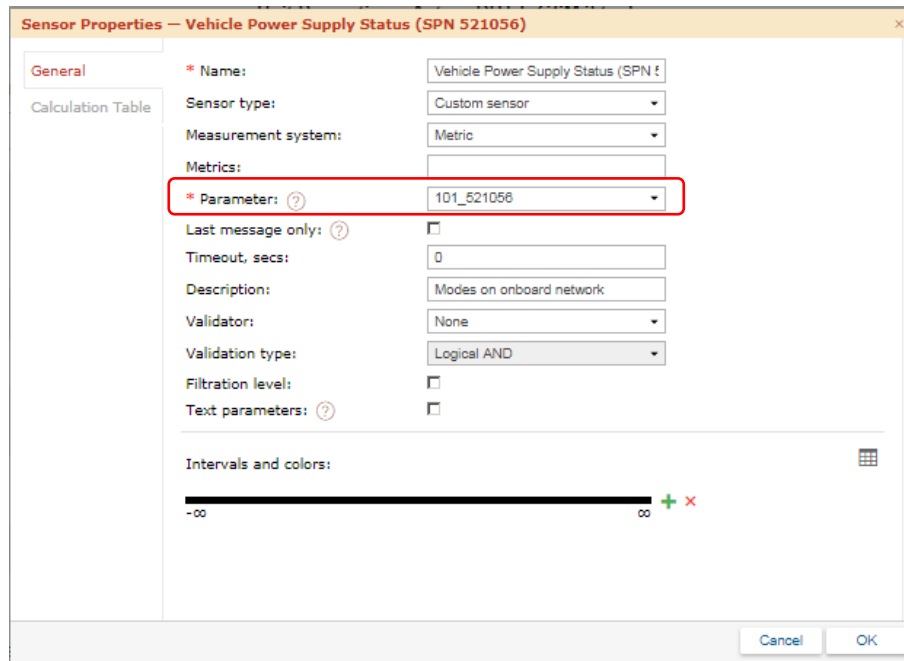 Sensor Properties — Vehicle Power Supply Status (SPN 521056)
×
General
Calculation Table
* Name: Vehicle Power Supply Status (SPN 5
Sensor type: Custom sensor
Measurement system: Metric
Metrics:
* Parameter: ? 101_521056
Last message only: ?
Timeout, secs: 0
Description: Modes on onboard network
Validator: None
Validation type: Logical AND
Filtration level:
Text parameters: ?
Intervals and colors:
-∞ ∞
Cancel OK